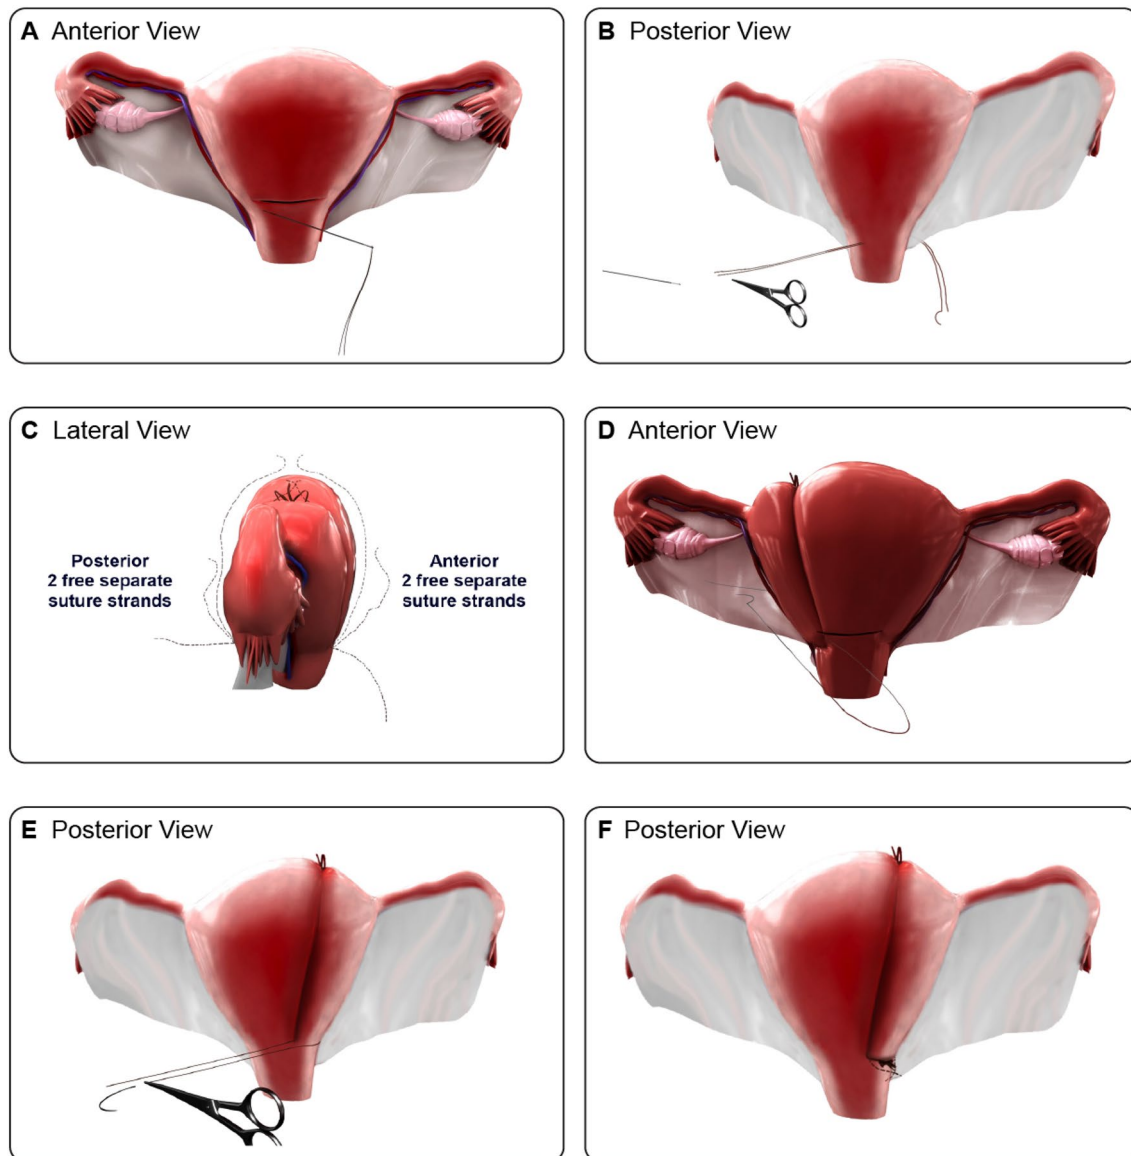 A Anterior View
B Posterior View
C Lateral View
Posterior
2 free separate
suture strands
Anterior
2 free separate
suture strands
D Anterior View
E Posterior View
F Posterior View